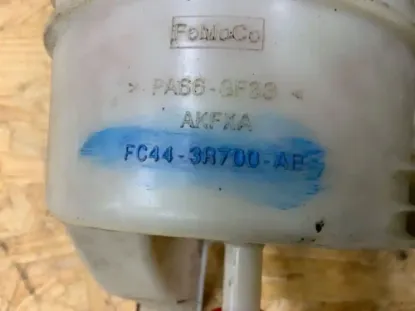 FoMoCo
> PA66-GF33 <
AKFXA
FC44-3R700-AB